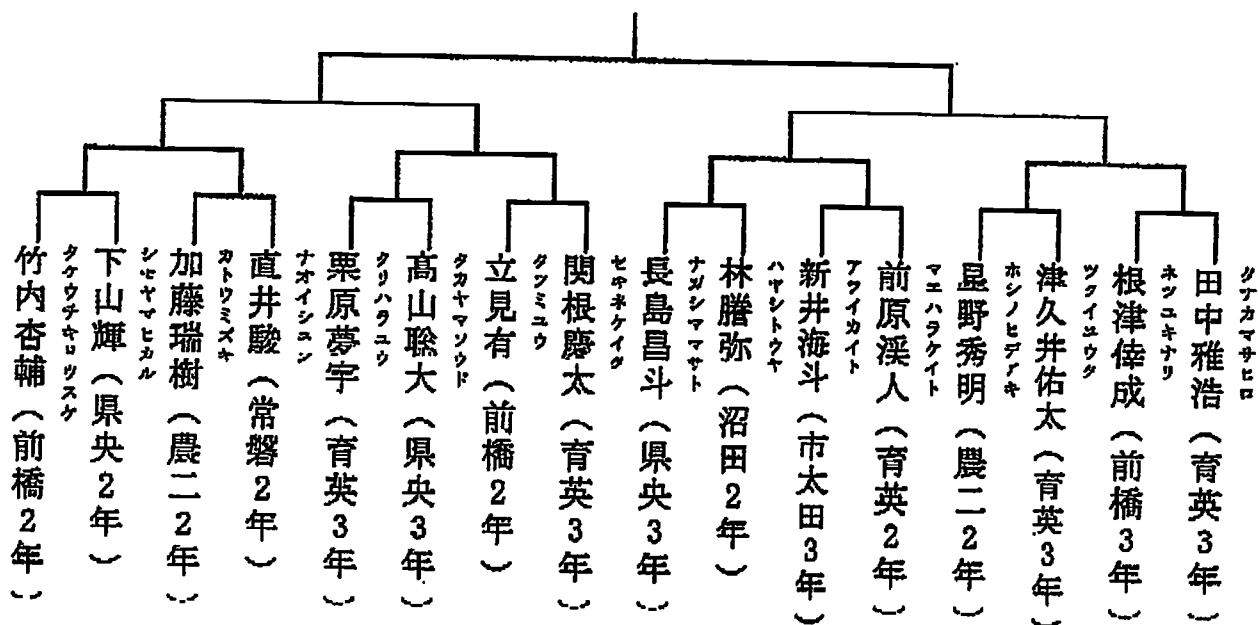 田中雅浩(育英3年)
タナカマサヒロ
根津倖成(前橋3年)
ネヅユキナリ
津久井佑太(育英3年)
ツクイユウタ
星野秀明(農二2年)
ホシノヒデアキ
前原渓人(育英2年)
マエハラケイト
新井海斗(市太田3年)
アライカイト
林謄弥(沼田2年)
ハヤシトウヤ
長島昌斗(県央3年)
ナガシママサト
関根慶太(育英3年)
セキネケイタ
立見有(前橋2年)
タツミユウ
高山聡大(県央3年)
タカヤマソウド
栗原夢宇(育英3年)
クリハラユウ
直井駿(常磐2年)
ナオイシュン
加藤瑞樹(農二2年)
カトウミズキ
下山輝(県央2年)
シモヤマヒカル
竹内杏輔(前橋2年)
タケウチキョウスケ